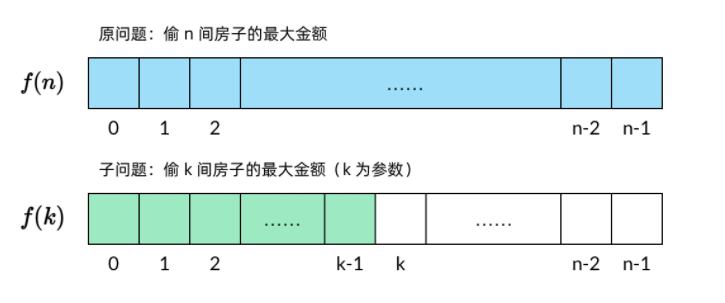 原问题：偷 n 间房子的最大金额
f(n)
......
0 1 2 n-2 n-1
子问题：偷 k 间房子的最大金额（k 为参数）
f(k)
...... ......
0 1 2 k-1 k n-2 n-1